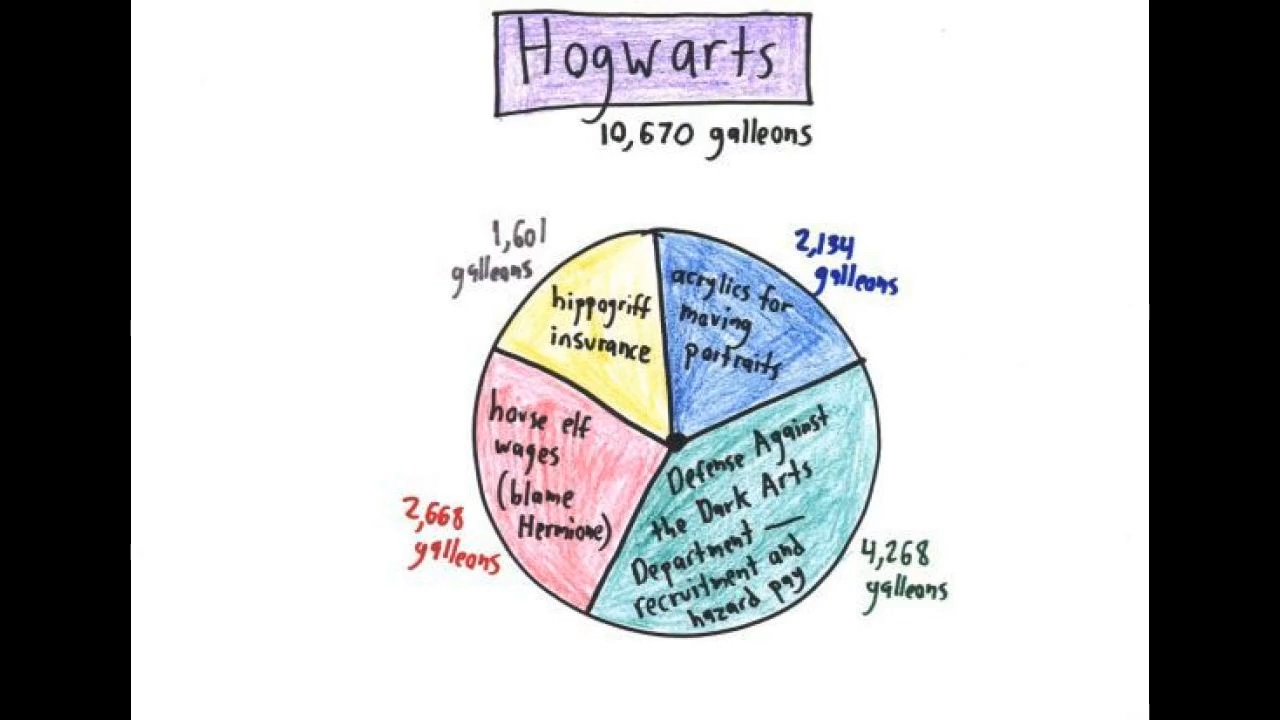 Hogwarts
10,670 galleons
1,601
galleons
2,134
galleons
hippogriff
insurance
acrylics for
moving
portraits
house elf
wages
(blame
Hermione)
2,668
galleons
Defense Against
the Dark Arts
Department —
recruitment and
hazard pay
4,268
galleons